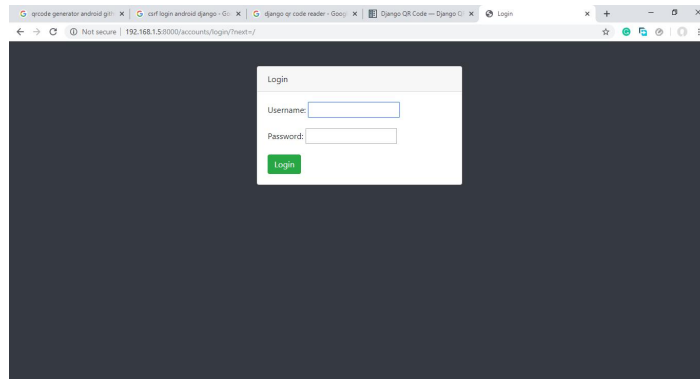 qrcode generator android gith
csrf login android django - Go
django qr code reader - Goog
Django QR Code — Django Q
Login
Not secure | 192.168.1.5:8000/accounts/login/?next=/
Login
Username:
Password:
Login